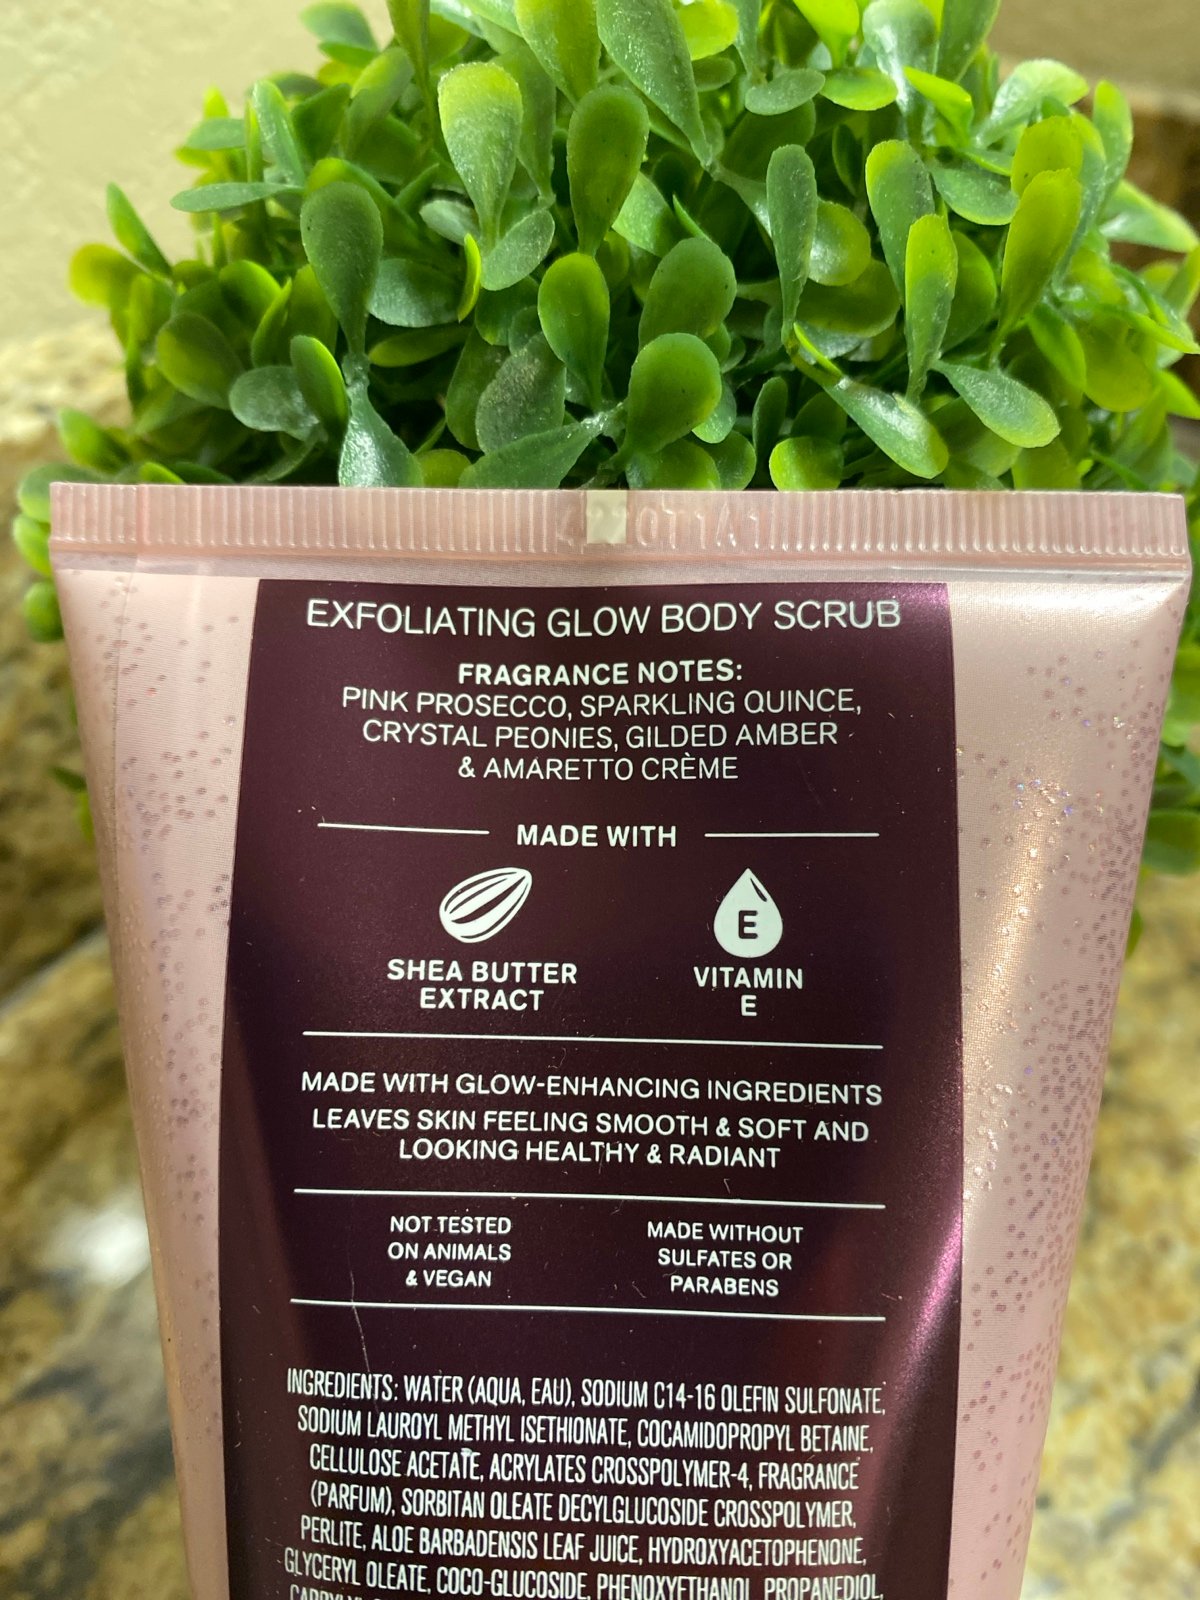 EXFOLIATING GLOW BODY SCRUB
FRAGRANCE NOTES:
PINK PROSECCO, SPARKLING QUINCE,
CRYSTAL PEONIES, GILDED AMBER
& AMARETTO CRÈME
MADE WITH
E
SHEA BUTTER
EXTRACT
VITAMIN
E
MADE WITH GLOW-ENHANCING INGREDIENTS
LEAVES SKIN FEELING SMOOTH & SOFT AND
LOOKING HEALTHY & RADIANT
NOT TESTED
ON ANIMALS
& VEGAN
MADE WITHOUT
SULFATES OR
PARABENS
INGREDIENTS: WATER (AQUA, EAU), SODIUM C14-16 OLEFIN SULFONATE,
SODIUM LAUROYL METHYL ISETHIONATE, COCAMIDOPROPYL BETAINE,
CELLULOSE ACETATE, ACRYLATES CROSSPOLYMER-4, FRAGRANCE
(PARFUM), SORBITAN OLEATE DECYLGLUCOSIDE CROSSPOLYMER,
PERLITE, ALOE BARBADENSIS LEAF JUICE, HYDROXYACETOPHENONE,
GLYCERYL OLEATE, COCO-GLUCOSIDE, PHENOXYETHANOL, PROPANEDIOL,